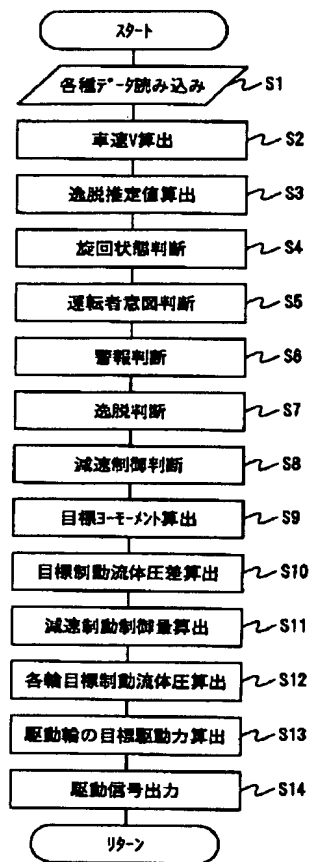 スタート
各種データ読み込み S1
車速V算出 S2
逸脱推定値算出 S3
旋回状態判断 S4
運転者意図判断 S5
警報判断 S6
逸脱判断 S7
減速制御判断 S8
目標ヨーモーメント算出 S9
目標制動流体圧差算出 S10
減速制動制御量算出 S11
各輪目標制動流体圧算出 S12
駆動輪の目標駆動力算出 S13
駆動信号出力 S14
リターン